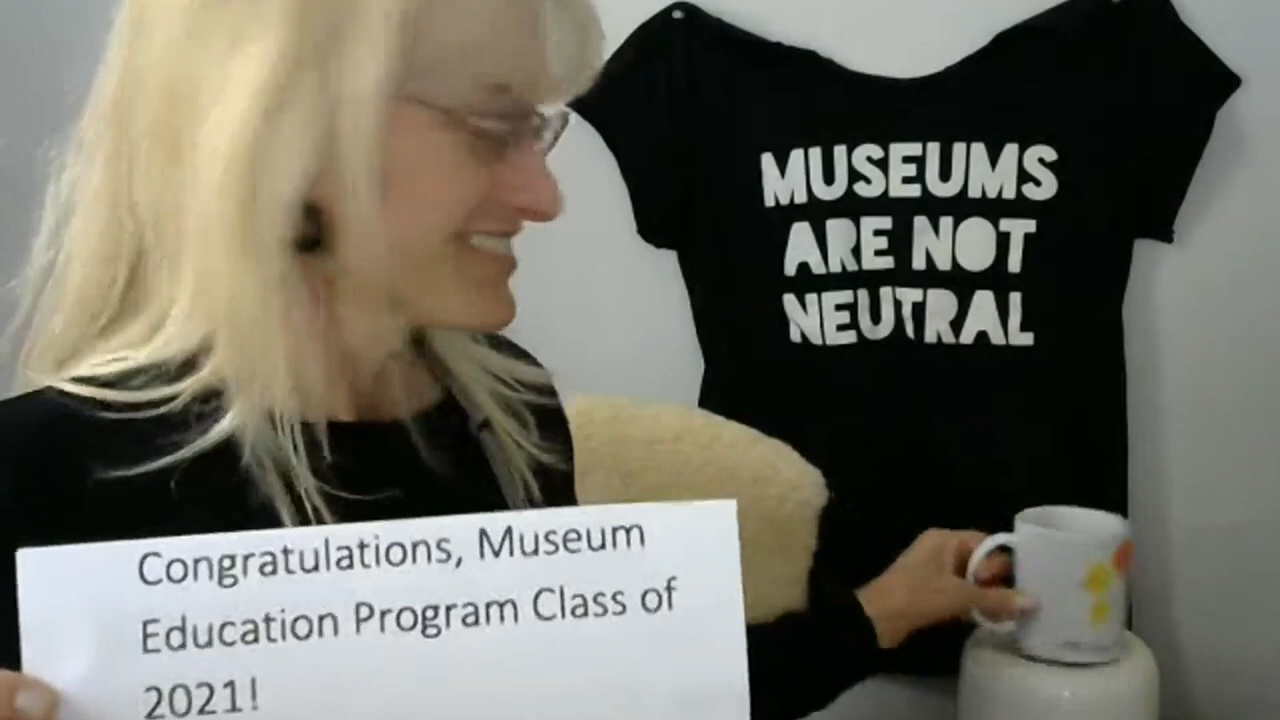 MUSEUMS
ARE NOT
NEUTRAL
Congratulations, Museum
Education Program Class of
2021!